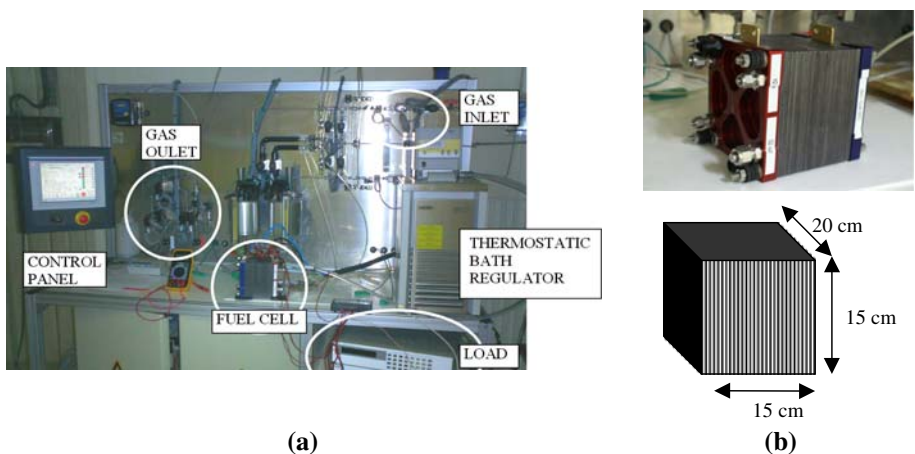 GAS
OULET
GAS
INLET
CONTROL
PANEL
THERMOSTATIC
BATH
REGULATOR
FUEL CELL
LOAD
20 cm
15 cm
15 cm
(a)
(b)